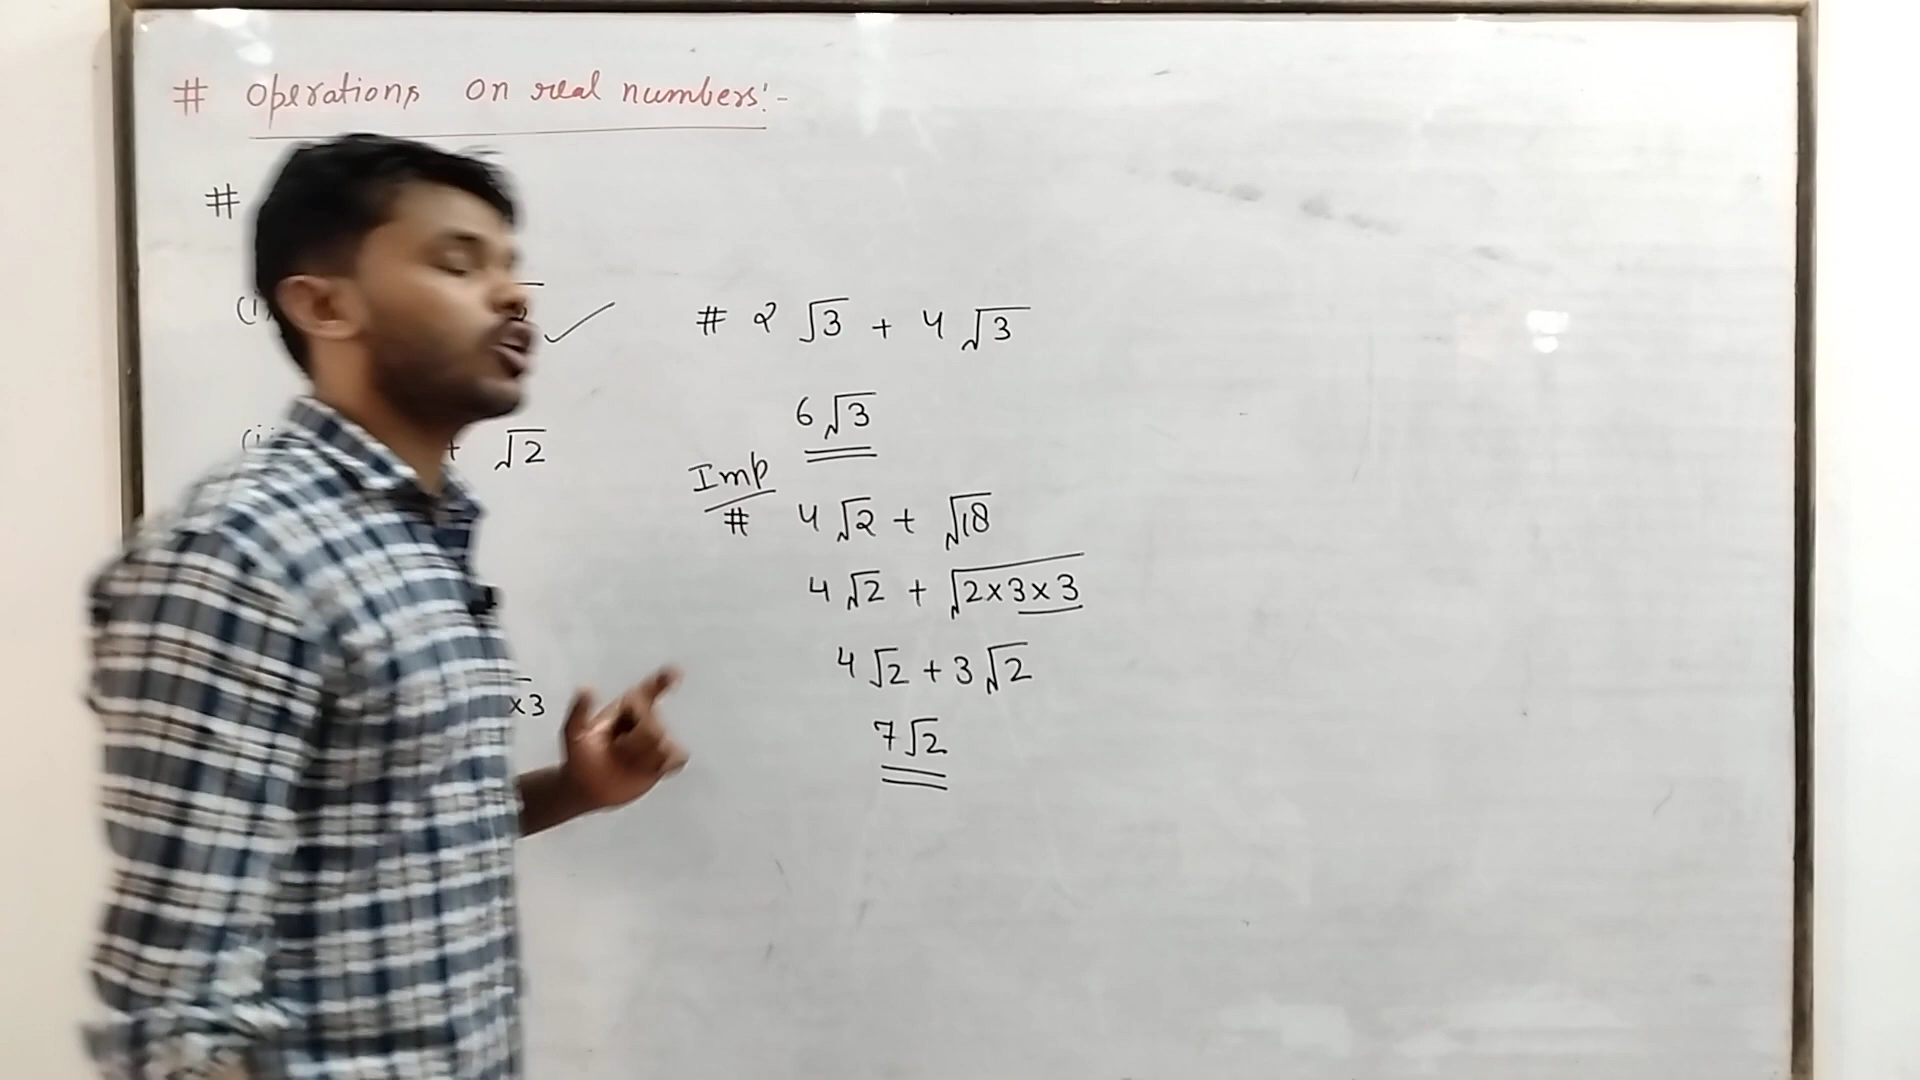 # Operations on real numbers:-
#
(i)
# 2 √3 + 4 √3
6 √3
+ √2
Imp
# 4 √2 + √18
4 √2 + √2×3×3
4 √2 + 3 √2
×3
7 √2